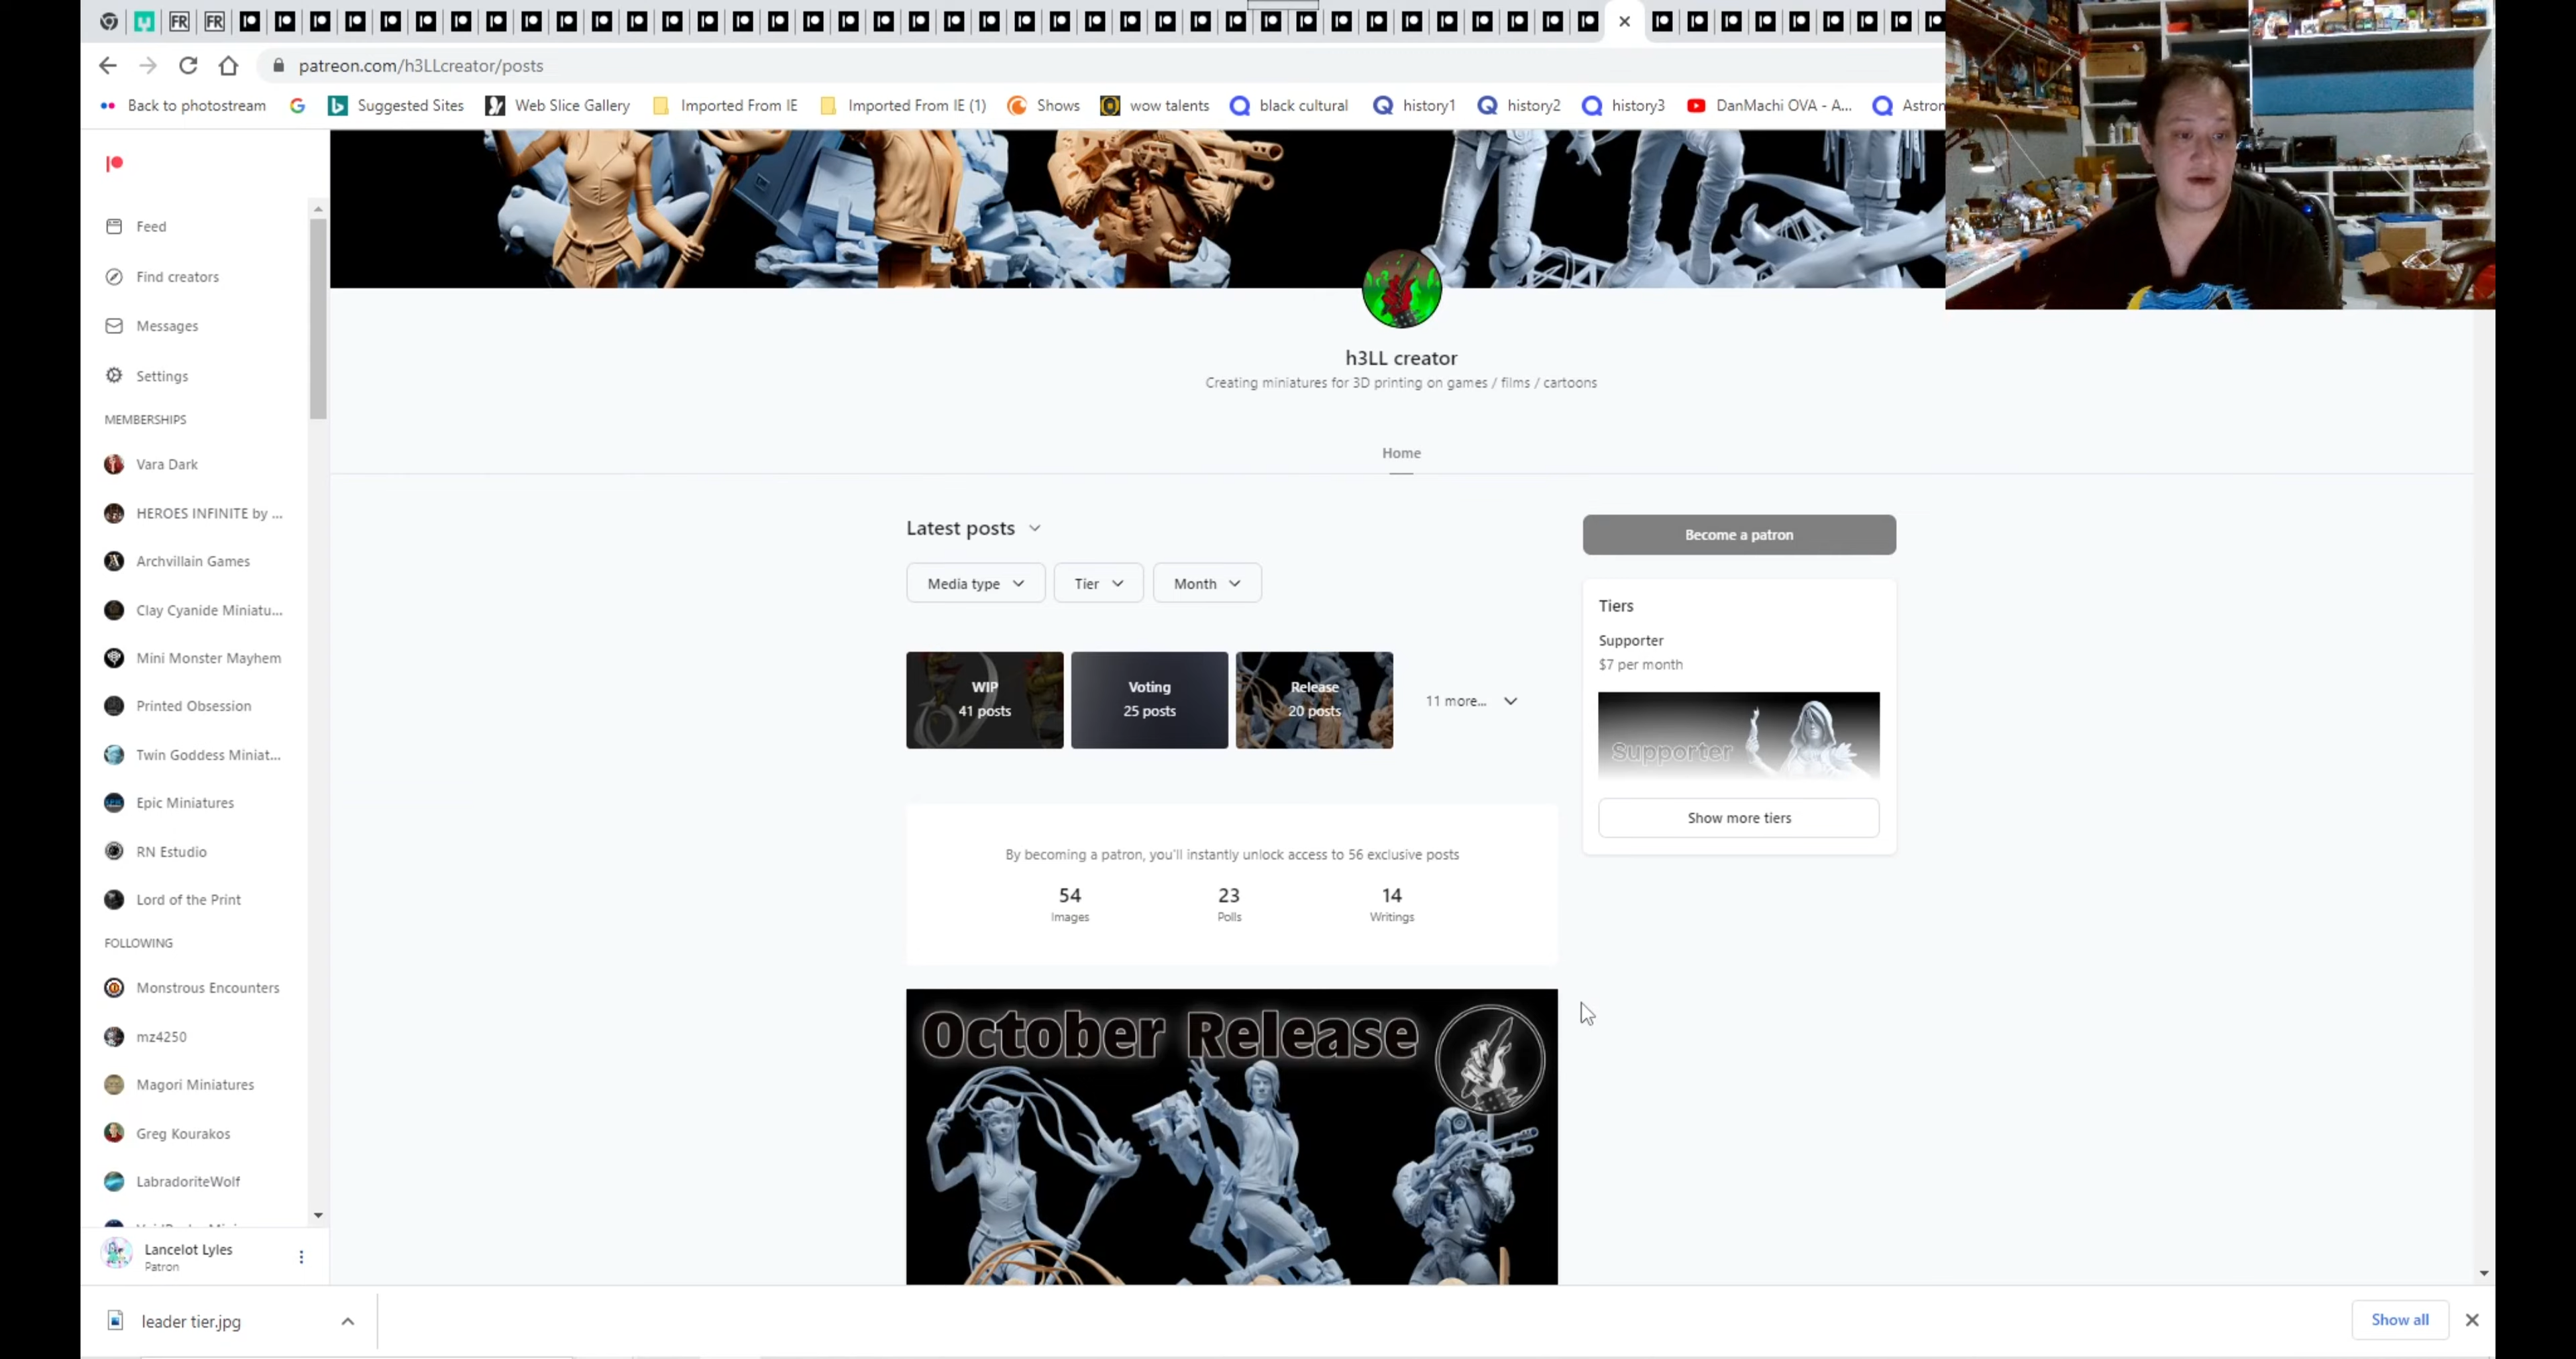 FR
FR
patreon.com/h3LLcreator/posts
Back to photostream
Suggested Sites
Web Slice Gallery
Imported From IE
Imported From IE (1)
Shows
wow talents
black cultural
history1
history2
history3
DanMachi OVA - A...
Astron
Feed
Find creators
Messages
Settings
MEMBERSHIPS
Vara Dark
HEROES INFINITE by ...
Archvillain Games
Clay Cyanide Miniatu...
Mini Monster Mayhem
Printed Obsession
Twin Goddess Miniat...
Epic Miniatures
RN Estudio
Lord of the Print
FOLLOWING
Monstrous Encounters
mz4250
Magori Miniatures
Greg Kourakos
LabradoriteWolf
Lancelot Lyles
Patron
h3LL creator
Creating miniatures for 3D printing on games / films / cartoons
Home
Latest posts
Media type
Tier
Month
WIP
41 posts
Voting
25 posts
Release
20 posts
11 more...
By becoming a patron, you'll instantly unlock access to 56 exclusive posts
54
Images
23
Polls
14
Writings
October Release
Become a patron
Tiers
Supporter
$7 per month
Supporter
Show more tiers
leader tier.jpg
Show all